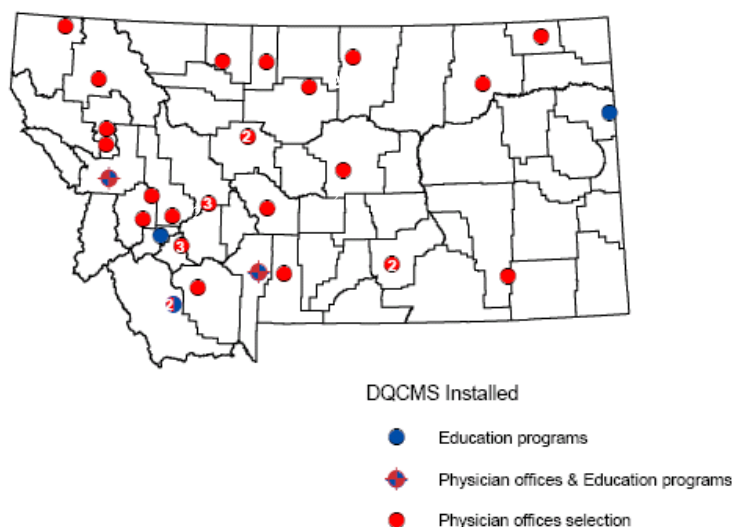 2
3
3
2
2
DQCMS Installed
Education programs
Physician offices & Education programs
Physician offices selection